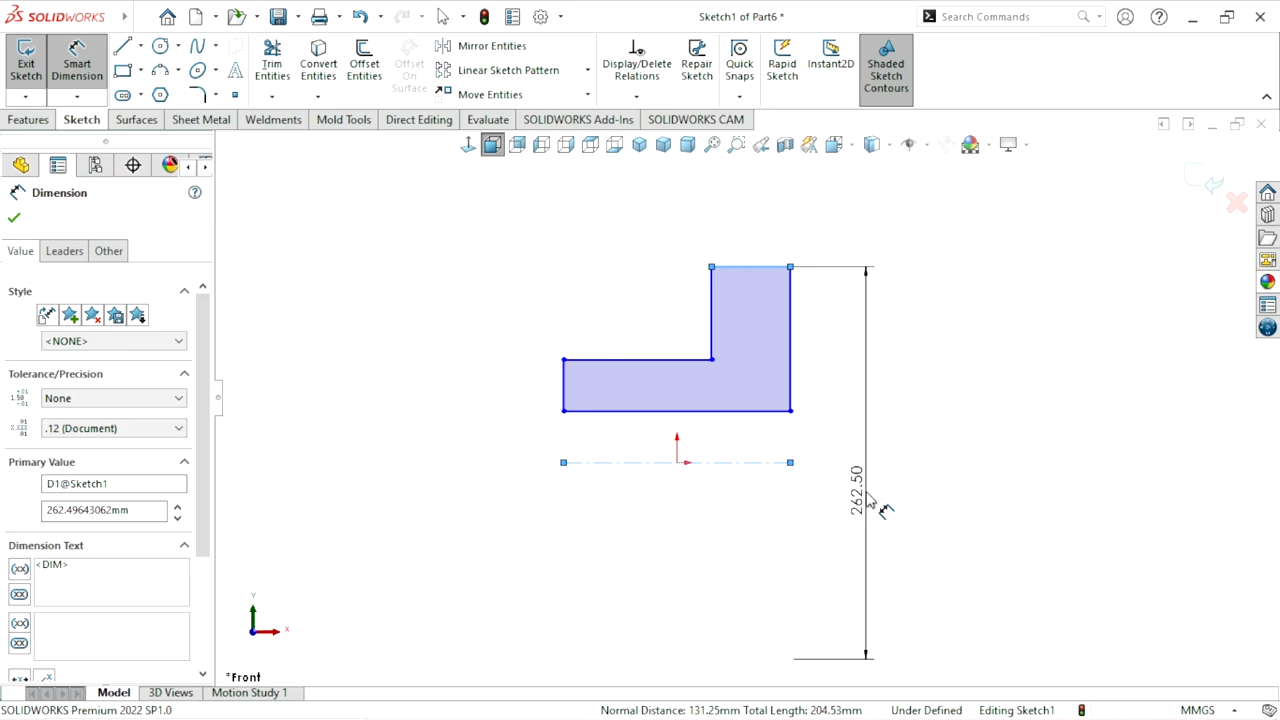 SOLIDWORKS
Sketch1 of Part6 *
Search Commands
Exit Sketch
Smart Dimension
Trim Entities
Convert Entities
Offset Entities
Offset On Surface
Mirror Entities
Linear Sketch Pattern
Move Entities
Display/Delete Relations
Repair Sketch
Quick Snaps
Rapid Sketch
Instant2D
Shaded Sketch Contours
Features Sketch Surfaces Sheet Metal Weldments Mold Tools Direct Editing Evaluate SOLIDWORKS Add-Ins SOLIDWORKS CAM
Dimension
Value Leaders Other
Style
<NONE>
Tolerance/Precision
None
.12 (Document)
Primary Value
D1@Sketch1
262.49643062mm
Dimension Text
<DIM>
262.50
Y
X
*Front
Model 3D Views Motion Study 1
SOLIDWORKS Premium 2022 SP1.0
Normal Distance: 131.25mm Total Length: 204.53mm Under Defined Editing Sketch1 MMGS